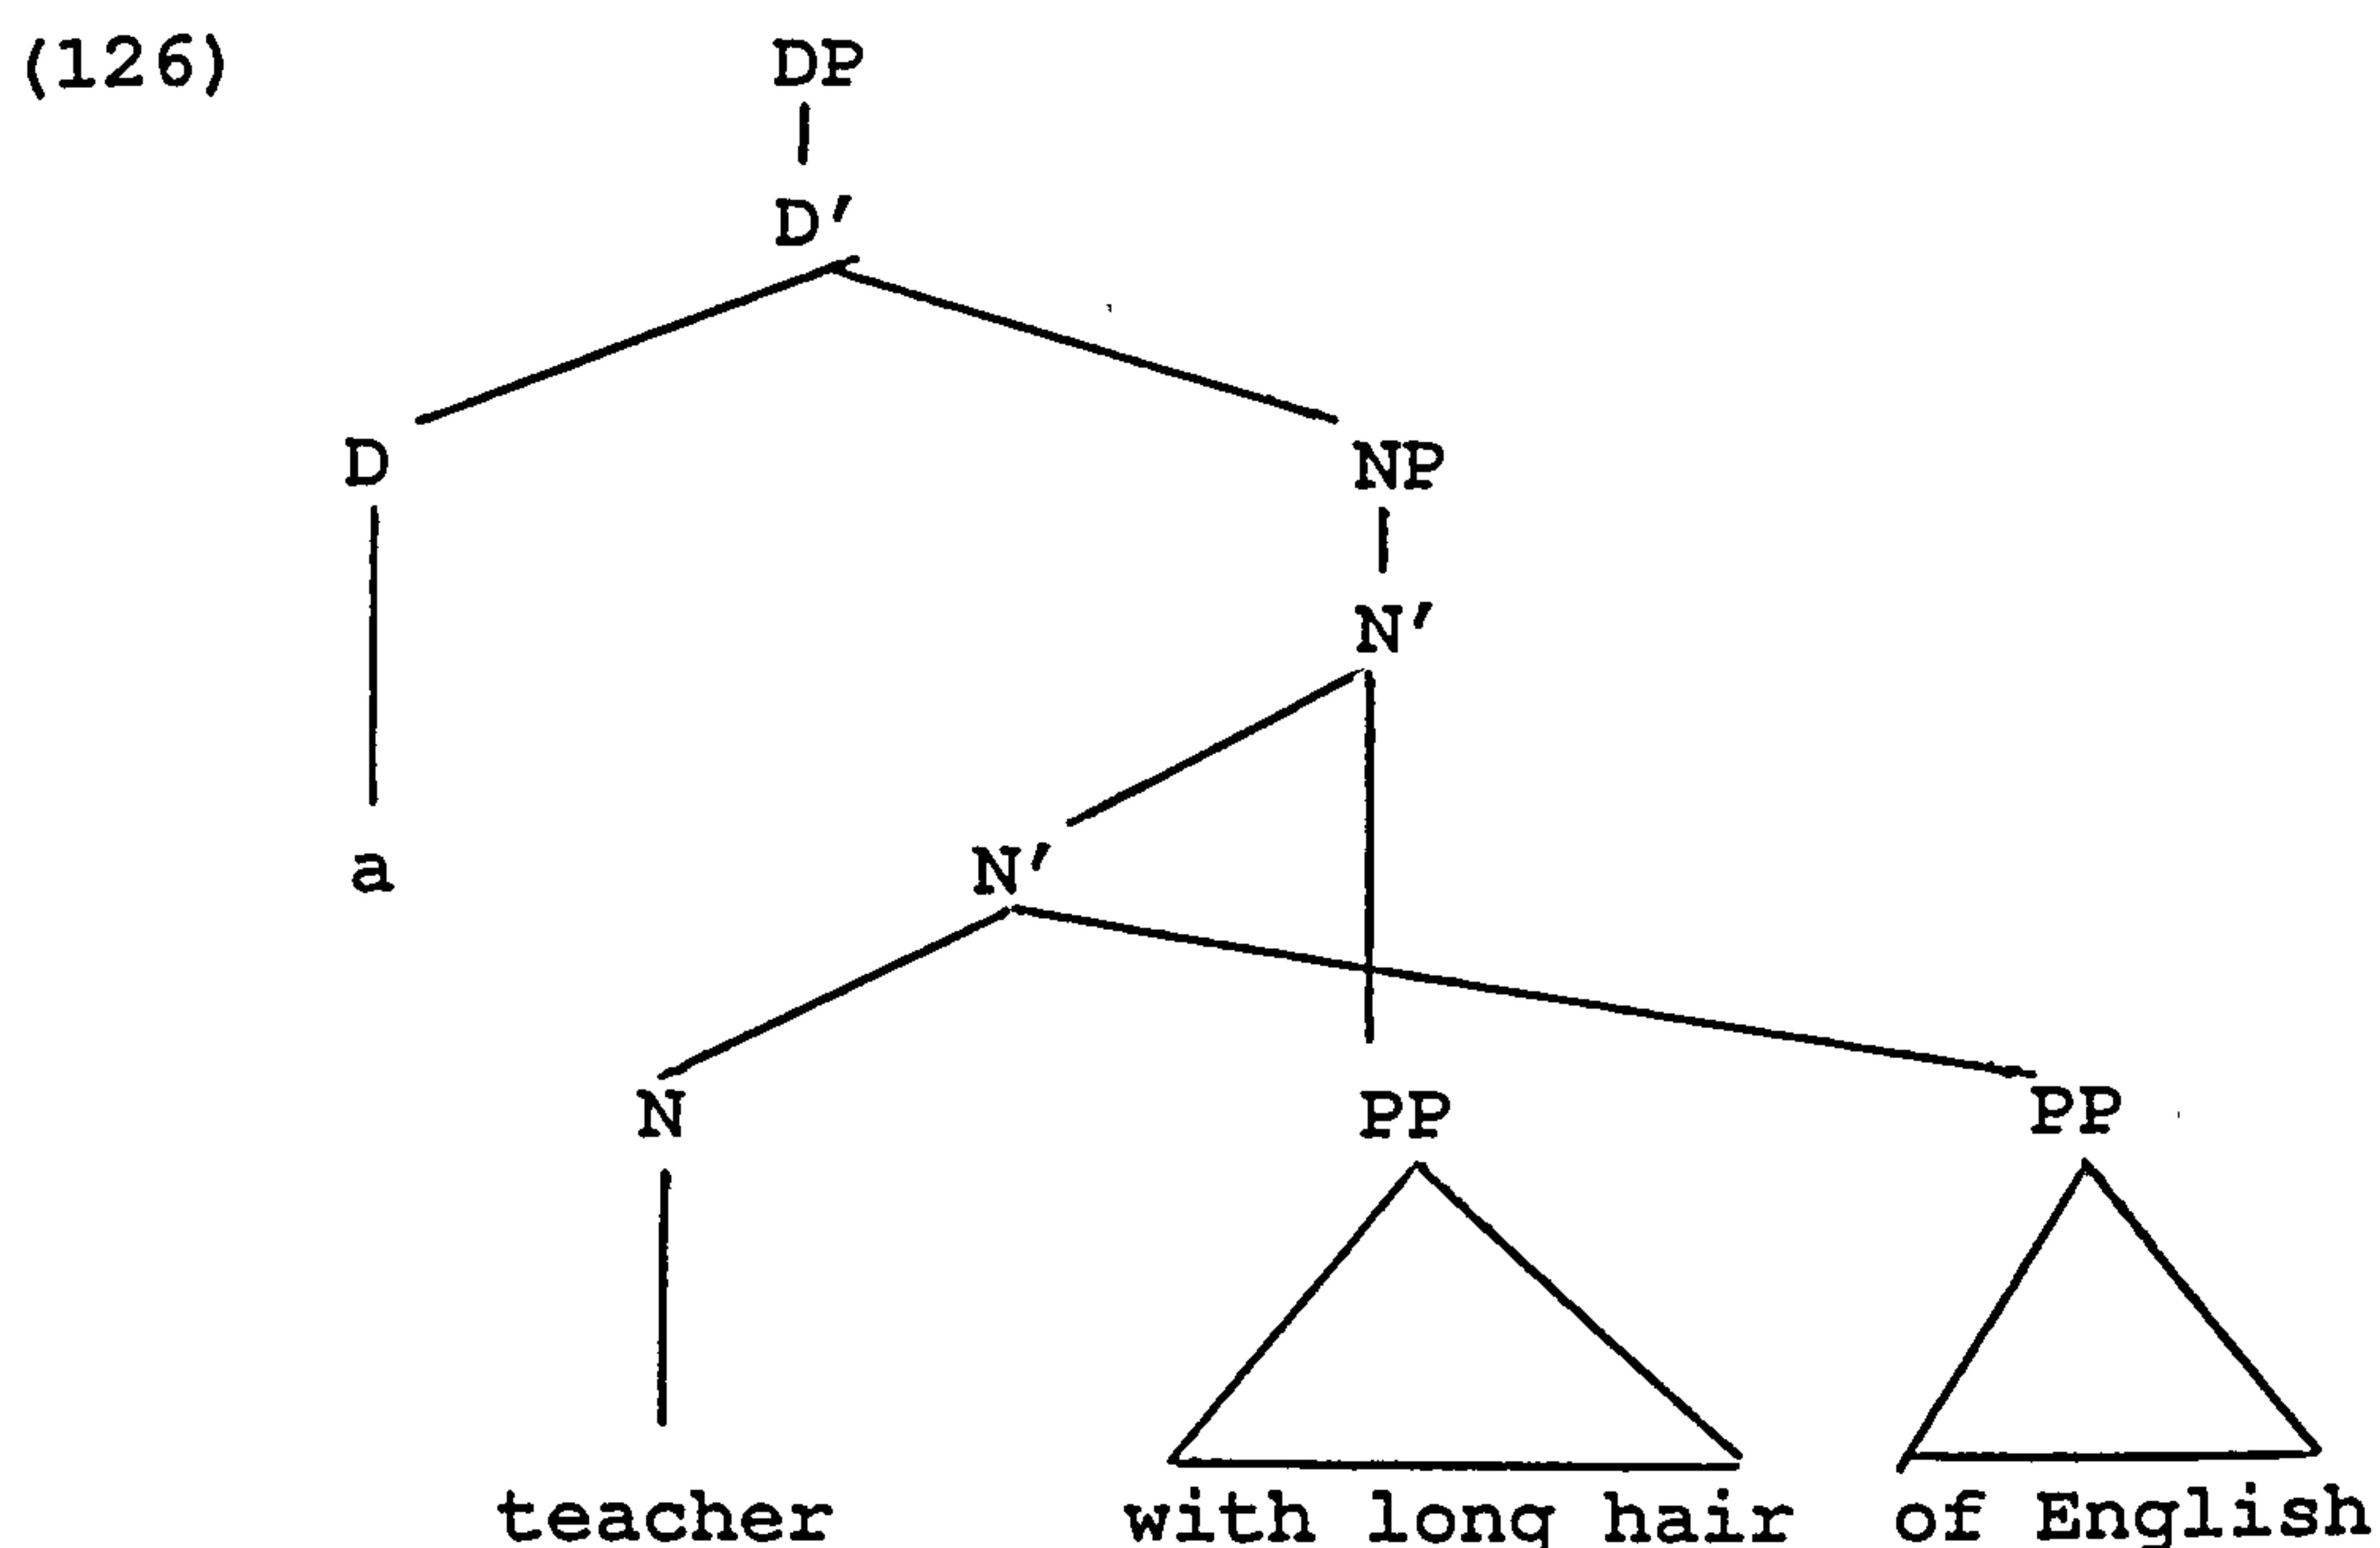 (126) DP
D'
D NP
N'
a N'
N PP PP
teacher with long hair of English